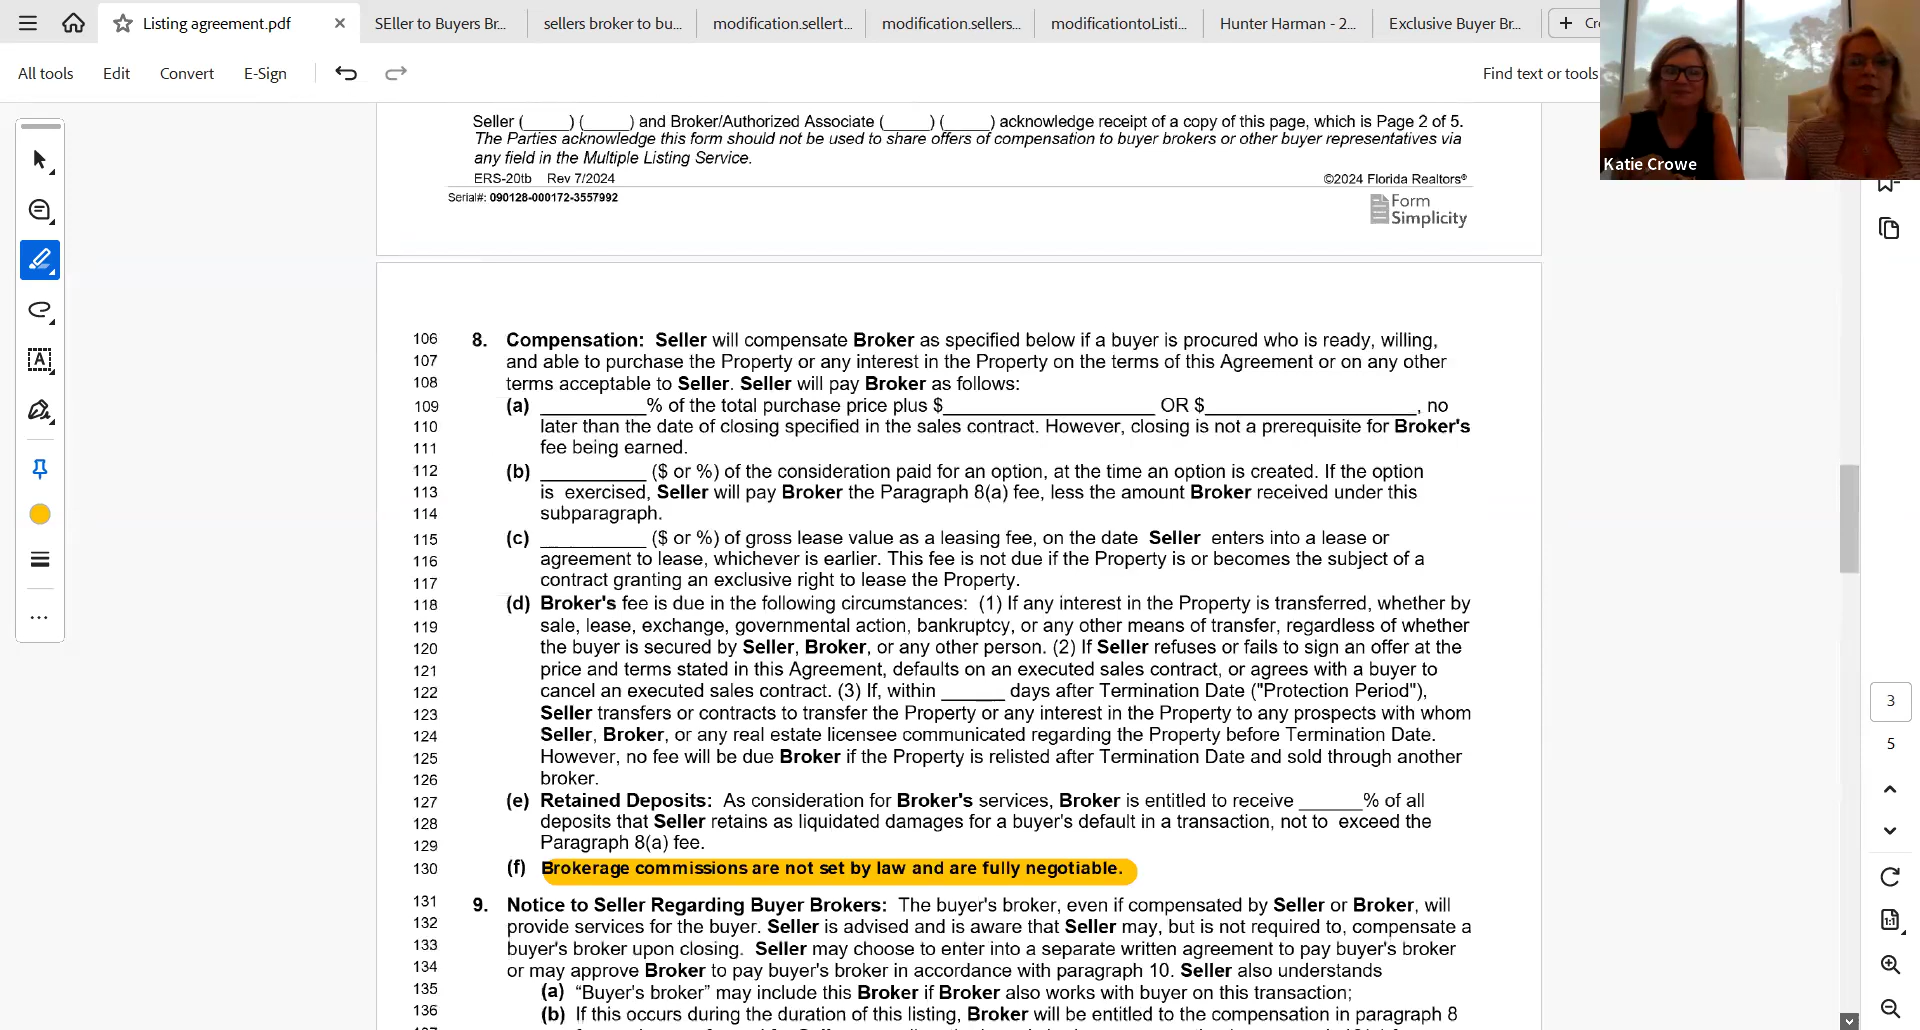 Listing agreement.pdf
SEller to Buyers Br...
sellers broker to bu...
modification.sellert...
modification.sellers...
modificationtoListi...
Hunter Harman - 2...
Exclusive Buyer Br...
All tools
Edit
Convert
E-Sign
Find text or tools
Katie Crowe
Seller (_____) (_____) and Broker/Authorized Associate (_____) (_____) acknowledge receipt of a copy of this page, which is Page 2 of 5.
The Parties acknowledge this form should not be used to share offers of compensation to buyer brokers or other buyer representatives via
any field in the Multiple Listing Service.
ERS-20tb Rev 7/2024 ©2024 Florida Realtors®
Serial#: 090128-000172-3557992
Form
Simplicity
106 8. Compensation: Seller will compensate Broker as specified below if a buyer is procured who is ready, willing,
107 and able to purchase the Property or any interest in the Property on the terms of this Agreement or on any other
108 terms acceptable to Seller. Seller will pay Broker as follows:
109 (a) __________% of the total purchase price plus $____________________ OR $____________________, no
110 later than the date of closing specified in the sales contract. However, closing is not a prerequisite for Broker's
111 fee being earned.
112 (b) __________ ($ or %) of the consideration paid for an option, at the time an option is created. If the option
113 is exercised, Seller will pay Broker the Paragraph 8(a) fee, less the amount Broker received under this
114 subparagraph.
115 (c) __________ ($ or %) of gross lease value as a leasing fee, on the date Seller enters into a lease or
116 agreement to lease, whichever is earlier. This fee is not due if the Property is or becomes the subject of a
117 contract granting an exclusive right to lease the Property.
118 (d) Broker's fee is due in the following circumstances: (1) If any interest in the Property is transferred, whether by
119 sale, lease, exchange, governmental action, bankruptcy, or any other means of transfer, regardless of whether
120 the buyer is secured by Seller, Broker, or any other person. (2) If Seller refuses or fails to sign an offer at the
121 price and terms stated in this Agreement, defaults on an executed sales contract, or agrees with a buyer to
122 cancel an executed sales contract. (3) If, within ______ days after Termination Date ("Protection Period"),
123 Seller transfers or contracts to transfer the Property or any interest in the Property to any prospects with whom
124 Seller, Broker, or any real estate licensee communicated regarding the Property before Termination Date.
125 However, no fee will be due Broker if the Property is relisted after Termination Date and sold through another
126 broker.
127 (e) Retained Deposits: As consideration for Broker's services, Broker is entitled to receive ______% of all
128 deposits that Seller retains as liquidated damages for a buyer's default in a transaction, not to exceed the
129 Paragraph 8(a) fee.
130 (f) Brokerage commissions are not set by law and are fully negotiable.
131 9. Notice to Seller Regarding Buyer Brokers: The buyer's broker, even if compensated by Seller or Broker, will
132 provide services for the buyer. Seller is advised and is aware that Seller may, but is not required to, compensate a
133 buyer's broker upon closing. Seller may choose to enter into a separate written agreement to pay buyer's broker
134 or may approve Broker to pay buyer's broker in accordance with paragraph 10. Seller also understands
135 (a) “Buyer's broker” may include this Broker if Broker also works with buyer on this transaction;
136 (b) If this occurs during the duration of this listing, Broker will be entitled to the compensation in paragraph 8
3
5
1:1